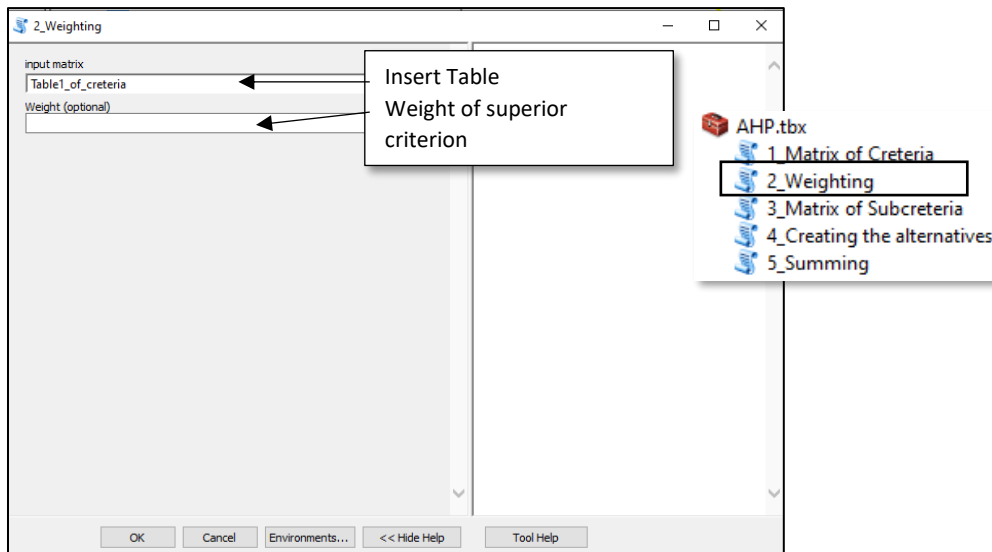 2_Weighting
input matrix
Table1_of_creteria
Weight (optional)
Insert Table
Weight of superior
criterion
AHP.tbx
1_Matrix of Creteria
2_Weighting
3_Matrix of Subcreteria
4_Creating the alternatives
5_Summing
OK Cancel Environments... << Hide Help Tool Help